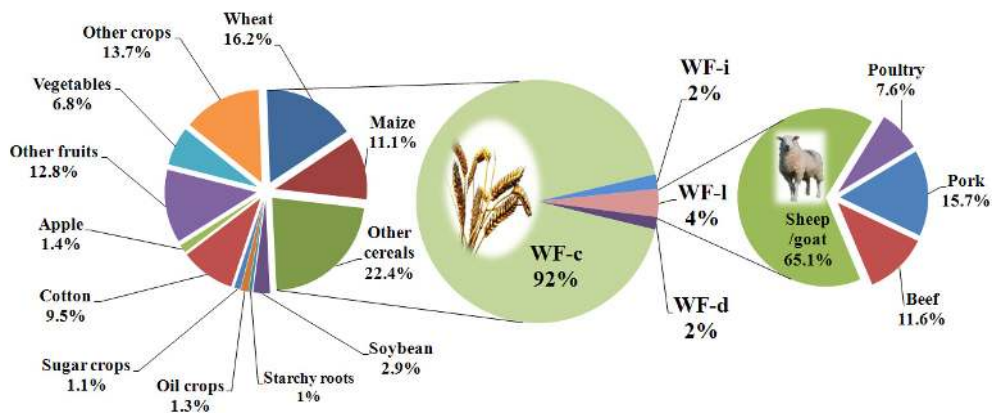 Wheat
16.2%
Other crops
13.7%
Vegetables
6.8%
Other fruits
12.8%
Apple
1.4%
Cotton
9.5%
Sugar crops
1.1%
Oil crops
1.3%
Starchy roots
1%
Soybean
2.9%
Other
cereals
22.4%
Maize
11.1%
WF-c
92%
WF-i
2%
WF-l
4%
WF-d
2%
Sheep
/goat
65.1%
Poultry
7.6%
Pork
15.7%
Beef
11.6%